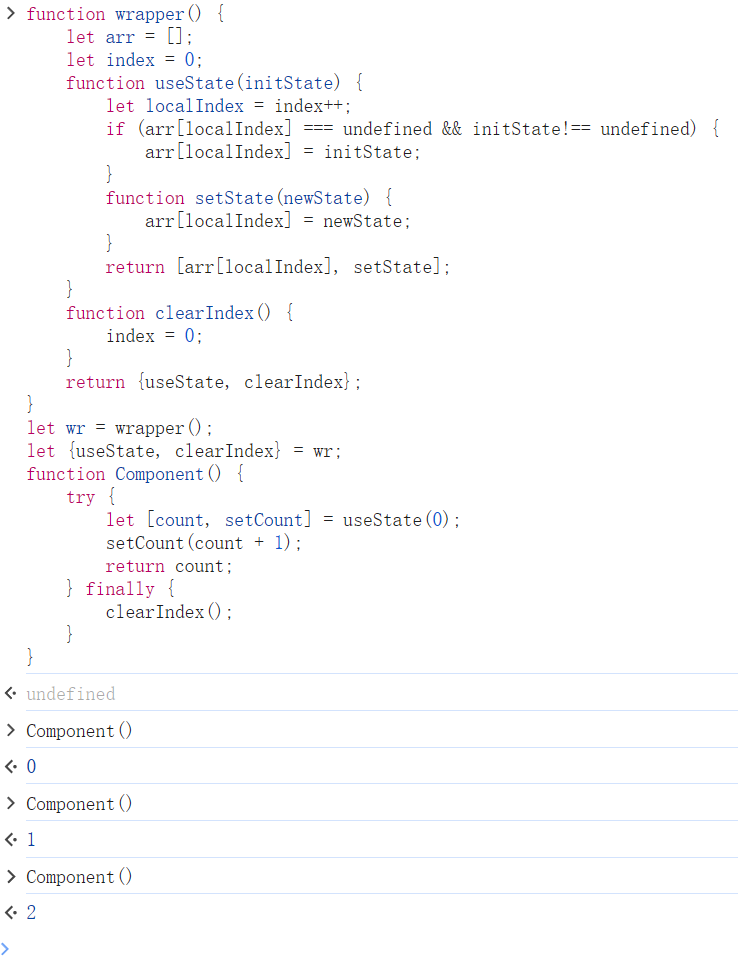 > function wrapper() {
    let arr = [];
    let index = 0;
    function useState(initState) {
        let localIndex = index++;
        if (arr[localIndex] === undefined && initState!== undefined) {
            arr[localIndex] = initState;
        }
        function setState(newState) {
            arr[localIndex] = newState;
        }
        return [arr[localIndex], setState];
    }
    function clearIndex() {
        index = 0;
    }
    return {useState, clearIndex};
}
let wr = wrapper();
let {useState, clearIndex} = wr;
function Component() {
    try {
        let [count, setCount] = useState(0);
        setCount(count + 1);
        return count;
    } finally {
        clearIndex();
    }
}
undefined
> Component()
0
> Component()
1
> Component()
2
>